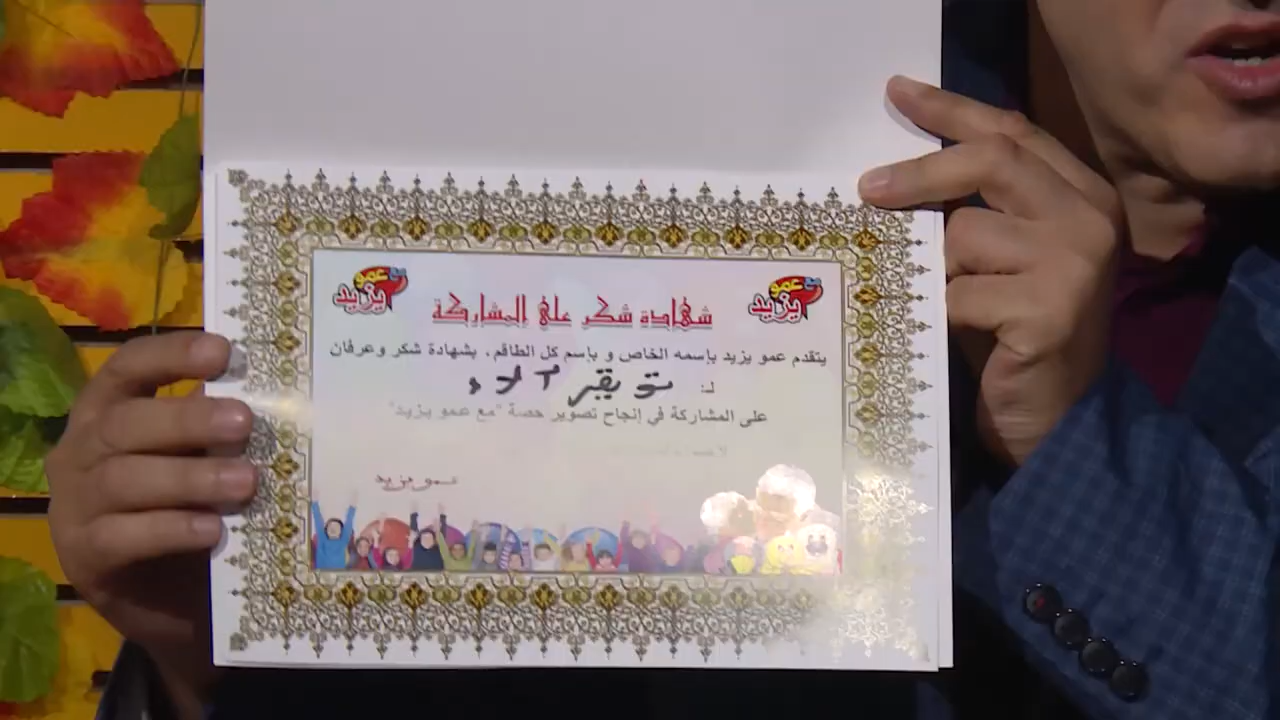 مع عمو يزيد
مع عمو يزيد
شهادة شكر على المشاركة
يتقدم عمو يزيد بإسمه الخاص و بإسم كل الطاقم، بشهادة شكر وعرفان
لـ:
على المشاركة في إنجاح تصوير حصة "مع عمو يزيد"
عمو يزيد